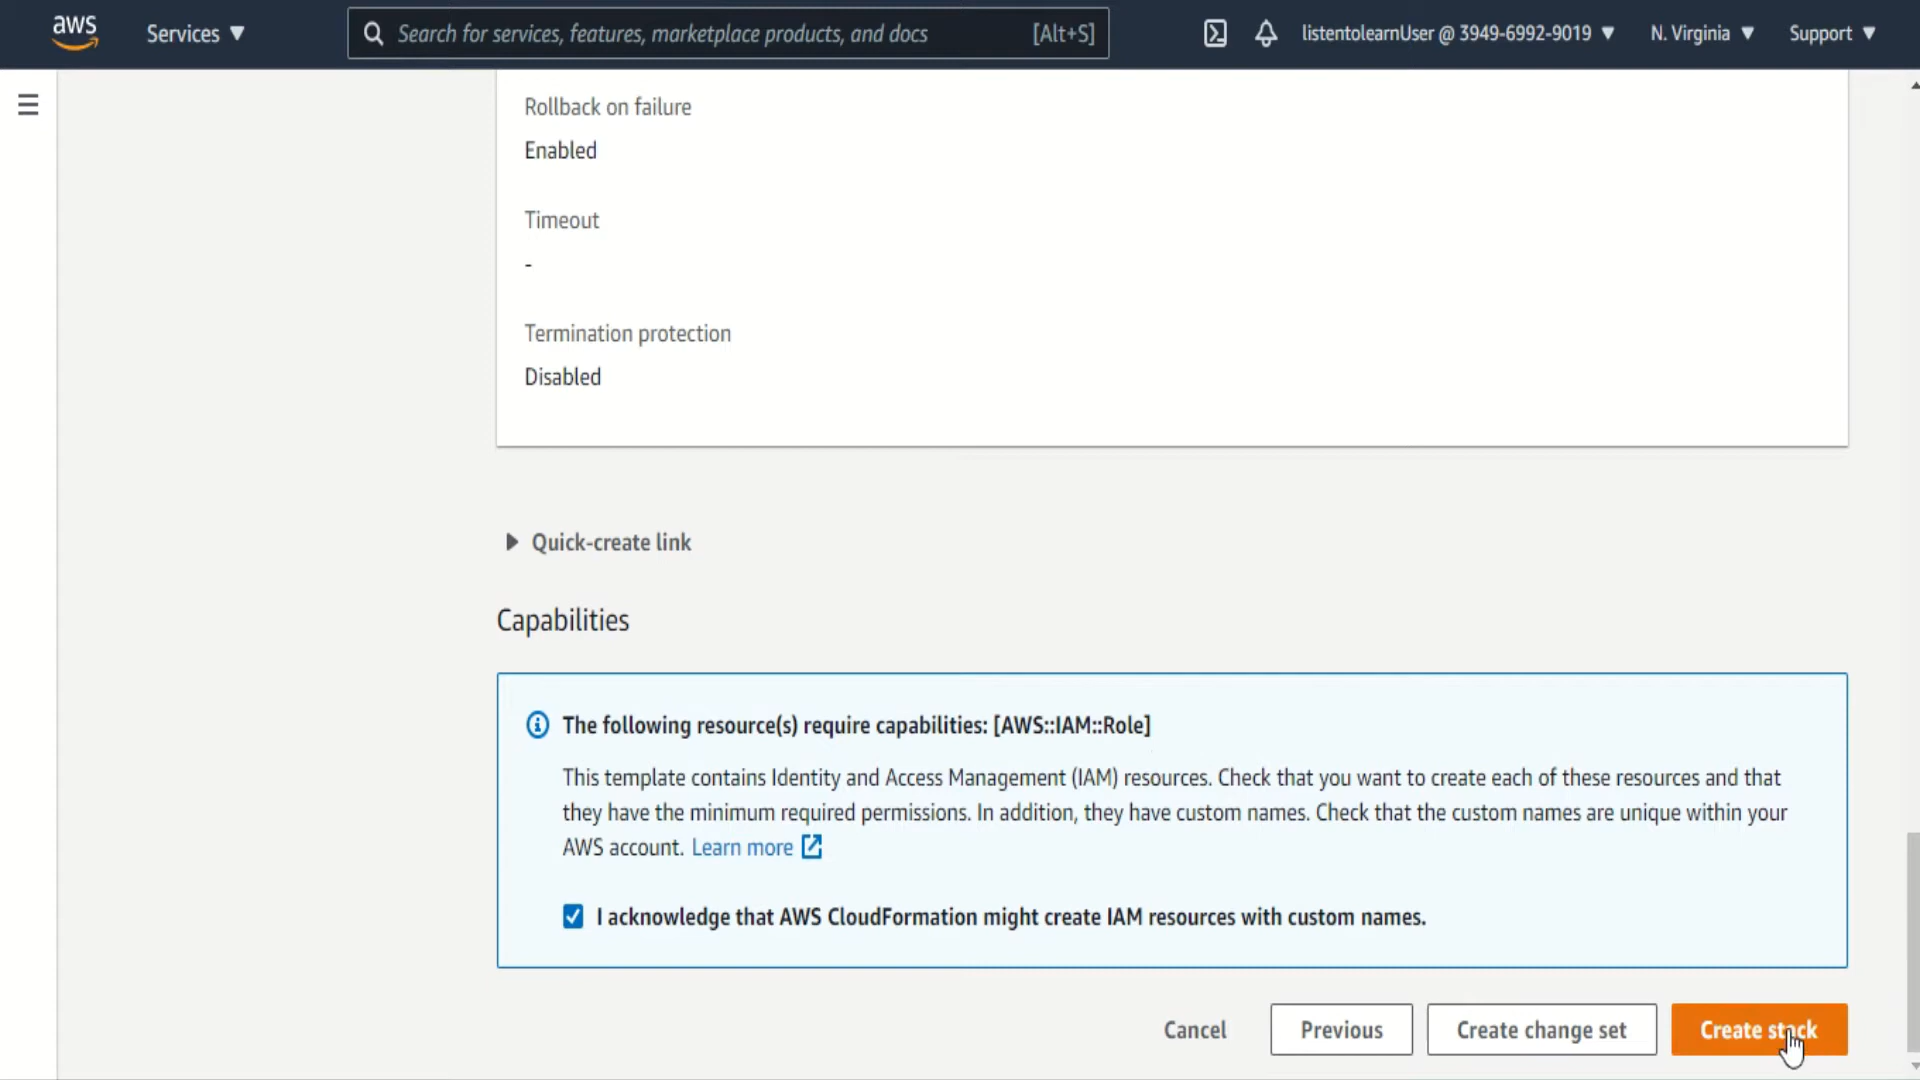 aws
Services ▼
Search for services, features, marketplace products, and docs [Alt+S]
listentolearnUser @ 3949-6992-9019 ▼
N. Virginia ▼
Support ▼
Rollback on failure
Enabled
Timeout
-
Termination protection
Disabled
Quick-create link
Capabilities
The following resource(s) require capabilities: [AWS::IAM::Role]
This template contains Identity and Access Management (IAM) resources. Check that you want to create each of these resources and that
they have the minimum required permissions. In addition, they have custom names. Check that the custom names are unique within your
AWS account. Learn more
I acknowledge that AWS CloudFormation might create IAM resources with custom names.
Cancel
Previous
Create change set
Create stack